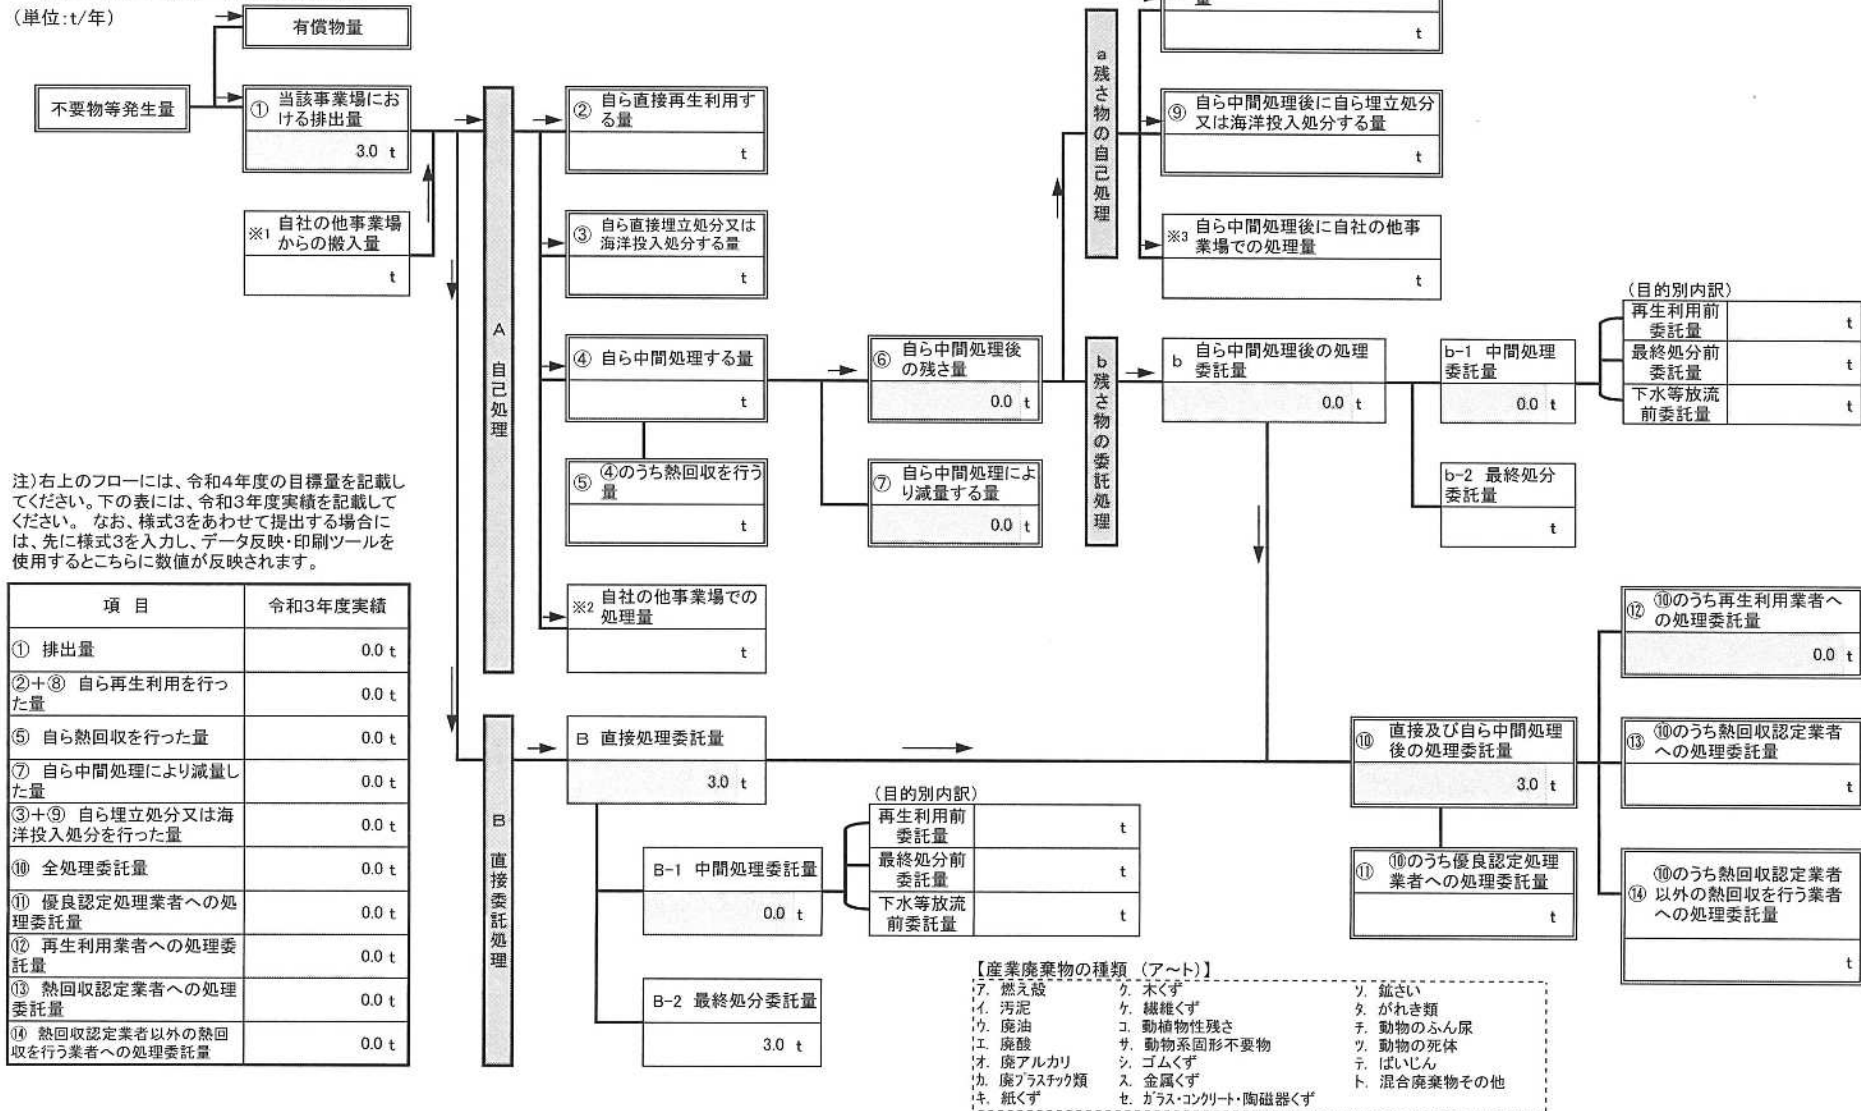 (単位:t/年)
有償物量
不要物等発生量
① 当該事業場にお
ける排出量
3.0 t
※1 自社の他事業場
からの搬入量
t
A 自己処理
② 自ら直接再生利用す
る量
t
③ 自ら直接埋立処分又は
海洋投入処分する量
t
④ 自ら中間処理する量
t
⑤ ④のうち熱回収を行う
量
t
※2 自社の他事業場での
処理量
t
⑥ 自ら中間処理後
の残さ量
0.0 t
⑦ 自ら中間処理によ
り減量する量
0.0 t
a 残さ物の自己処理
量
t
⑨ 自ら中間処理後に自ら埋立処分
又は海洋投入処分する量
t
※3 自ら中間処理後に自社の他事
業場での処理量
t
b 残さ物の委託処理
b 自ら中間処理後の処理
委託量
0.0 t
b-1 中間処理
委託量
0.0 t
b-2 最終処分
委託量
t
(目的別内訳)
再生利用前
委託量 t
最終処分前
委託量 t
下水等放流
前委託量 t
注)右上のフローには、令和4年度の目標量を記載し
てください。下の表には、令和3年度実績を記載して
ください。 なお、様式3をあわせて提出する場合に
は、先に様式3を入力し、データ反映・印刷ツールを
使用するとこちらに数値が反映されます。
項 目 令和3年度実績
① 排出量 0.0 t
②+⑧ 自ら再生利用を行っ
た量 0.0 t
⑤ 自ら熱回収を行った量 0.0 t
⑦ 自ら中間処理により減量し
た量 0.0 t
③+⑨ 自ら埋立処分又は海
洋投入処分を行った量 0.0 t
⑩ 全処理委託量 0.0 t
⑪ 優良認定処理業者への処
理委託量 0.0 t
⑫ 再生利用業者への処理委
託量 0.0 t
⑬ 熱回収認定業者への処理
委託量 0.0 t
⑭ 熱回収認定業者以外の熱回
収を行う業者への処理委託量 0.0 t
B 直接委託処理
B 直接処理委託量
3.0 t
B-1 中間処理委託量
0.0 t
B-2 最終処分委託量
3.0 t
(目的別内訳)
再生利用前
委託量 t
最終処分前
委託量 t
下水等放流
前委託量 t
⑩ 直接及び自ら中間処理
後の処理委託量
3.0 t
⑪ ⑩のうち優良認定処理
業者への処理委託量
t
⑫ ⑩のうち再生利用業者へ
の処理委託量
0.0 t
⑬ ⑩のうち熱回収認定業者
への処理委託量
t
⑭ ⑩のうち熱回収認定業者
以外の熱回収を行う業者
への処理委託量
t
【産業廃棄物の種類 (ア~ト)】
ア. 燃え殻 ク. 木くず ソ. 鉱さい
イ. 汚泥 ケ. 繊維くず タ. がれき類
ウ. 廃油 コ. 動植物性残さ チ. 動物のふん尿
エ. 廃酸 サ. 動物系固形不要物 ツ. 動物の死体
オ. 廃アルカリ シ. ゴムくず テ. ばいじん
カ. 廃プラスチック類 ス. 金属くず ト. 混合廃棄物その他
キ. 紙くず セ. ガラス・コンクリート・陶磁器くず